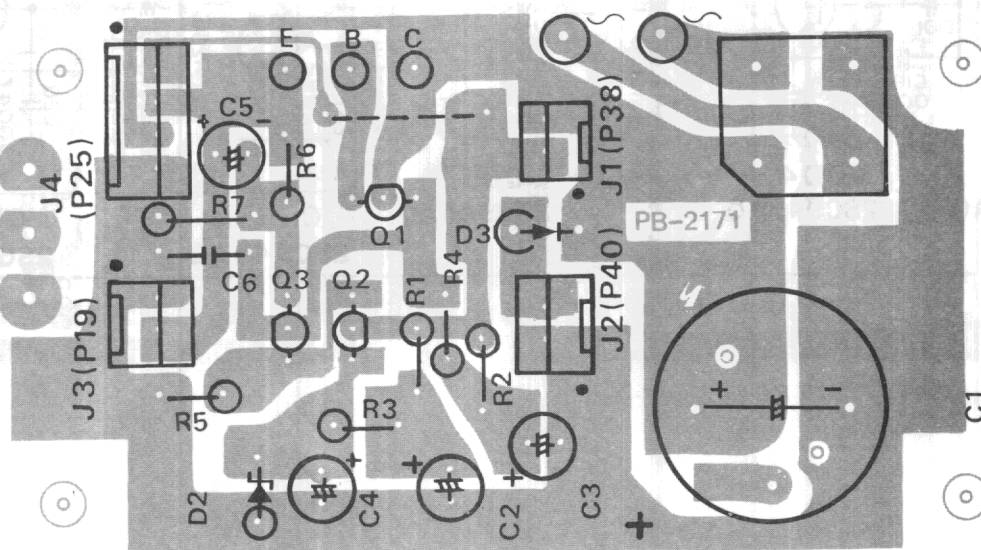 E B C
C5
+ -
J4
(P25)
R6
R7
Q1
J1(P38)
D3
PB-2171
C6
Q3
Q2
R1
R4
J2(P40)
J3(P19)
R5
R3
R2
+ -
C1
D2
+
C4
+
C2
+
C3
+